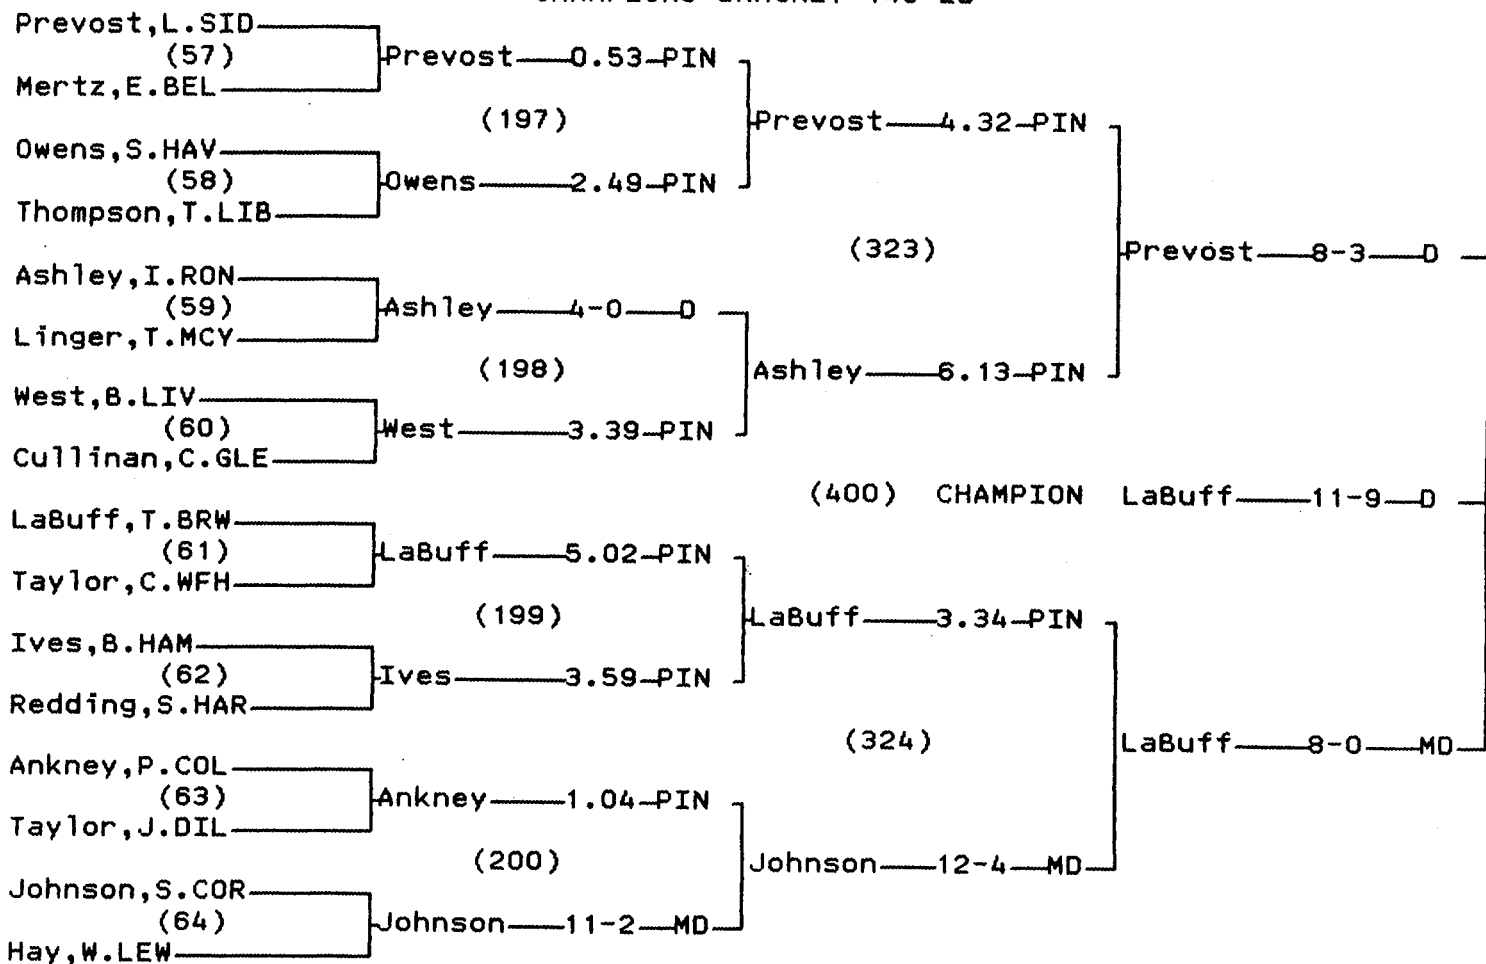 Prevost,L.SID
(57) Prevost 0.53 PIN
Mertz,E.BEL
(197) Prevost 4.32 PIN
Owens,S.HAV
(58) Owens 2.49 PIN
Thompson,T.LIB
(323) Prevost 8-3 D
Ashley,I.RON
(59) Ashley 4-0 D
Linger,T.MCY
(198) Ashley 6.13 PIN
West,B.LIV
(60) West 3.39 PIN
Cullinan,C.GLE
(400) CHAMPION LaBuff 11-9 D
LaBuff,T.BRW
(61) LaBuff 5.02 PIN
Taylor,C.WFH
(199) LaBuff 3.34 PIN
Ives,B.HAM
(62) Ives 3.59 PIN
Redding,S.HAR
(324) LaBuff 8-0 MD
Ankney,P.COL
(63) Ankney 1.04 PIN
Taylor,J.DIL
(200) Johnson 12-4 MD
Johnson,S.COR
(64) Johnson 11-2 MD
Hay,W.LEW